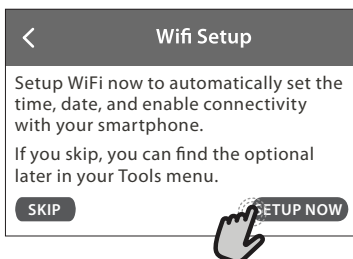 Wifi Setup
Setup WiFi now to automatically set the
time, date, and enable connectivity
with your smartphone.
If you skip, you can find the optional
later in your Tools menu.
SKIP
SETUP NOW